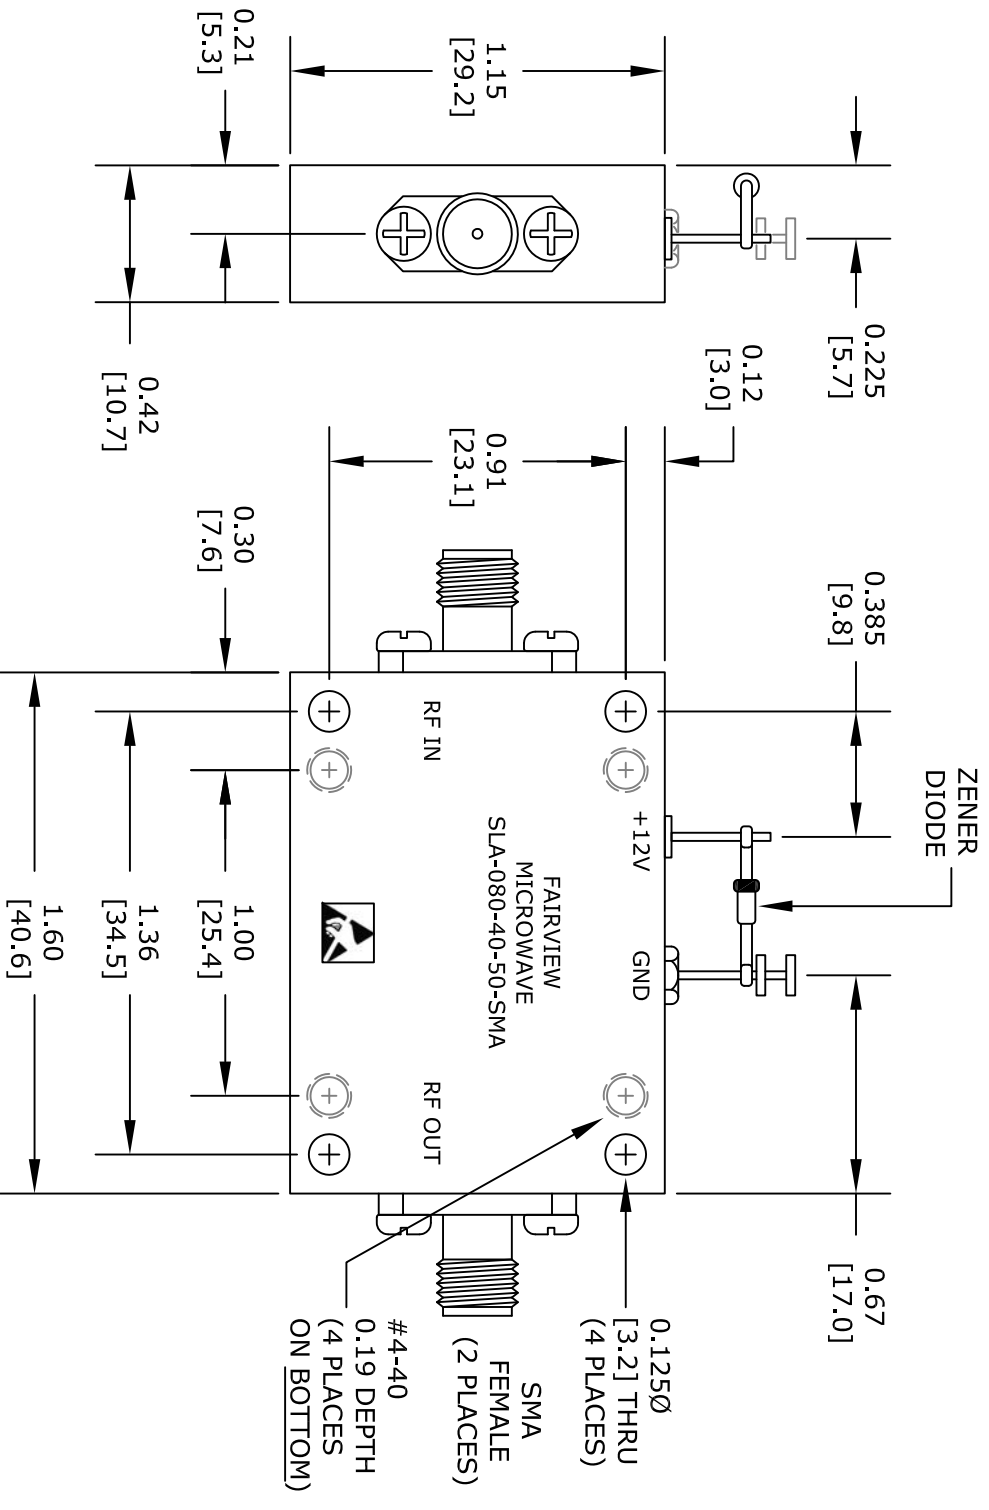 0.225
[5.7]
0.385
[9.8]
ZENER
DIODE
0.67
[17.0]
0.12
[3.0]
1.15
[29.2]
0.91
[23.1]
+12V
GND
FAIRVIEW
MICROWAVE
SLA-080-40-50-SMA
RF IN
RF OUT
0.125Ø
[3.2] THRU
(4 PLACES)
SMA
FEMALE
(2 PLACES)
#4-40
0.19 DEPTH
(4 PLACES
ON BOTTOM)
0.21
[5.3]
0.42
[10.7]
0.30
[7.6]
1.00
[25.4]
1.36
[34.5]
1.60
[40.6]